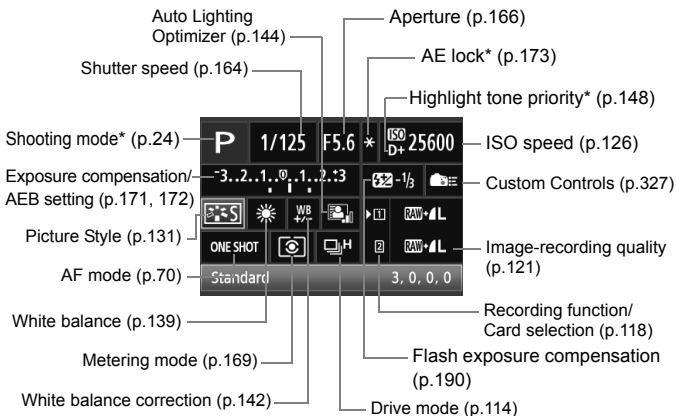 Auto Lighting
Optimizer (p.144)
Aperture (p.166)
Shutter speed (p.164)
AE lock* (p.173)
Highlight tone priority* (p.148)
Shooting mode* (p.24)
P 1/125 F5.6 * ISO D+ 25600
ISO speed (p.126)
Exposure compensation/
AEB setting (p.171, 172)
-3..2..1..0..1..2.:3
-1/3
Custom Controls (p.327)
S WB +/- 1 RAW+L
Picture Style (p.131)
ONE SHOT H 2 RAW+L
Image-recording quality
(p.121)
AF mode (p.70)
Standard 3, 0, 0, 0
White balance (p.139)
Recording function/
Card selection (p.118)
Metering mode (p.169)
Flash exposure compensation
(p.190)
White balance correction (p.142)
Drive mode (p.114)